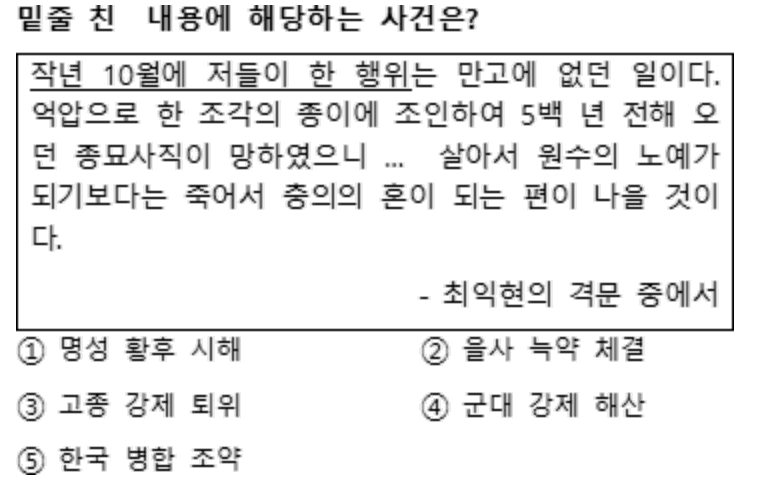 밑줄 친 내용에 해당하는 사건은?
작년 10월에 저들이 한 행위는 만고에 없던 일이다.
억압으로 한 조각의 종이에 조인하여 5백 년 전해 오
던 종묘사직이 망하였으니 ... 살아서 원수의 노예가
되기보다는 죽어서 충의의 혼이 되는 편이 나을 것이
다.
- 최익현의 격문 중에서
① 명성 황후 시해 ② 을사 늑약 체결
③ 고종 강제 퇴위 ④ 군대 강제 해산
⑤ 한국 병합 조약